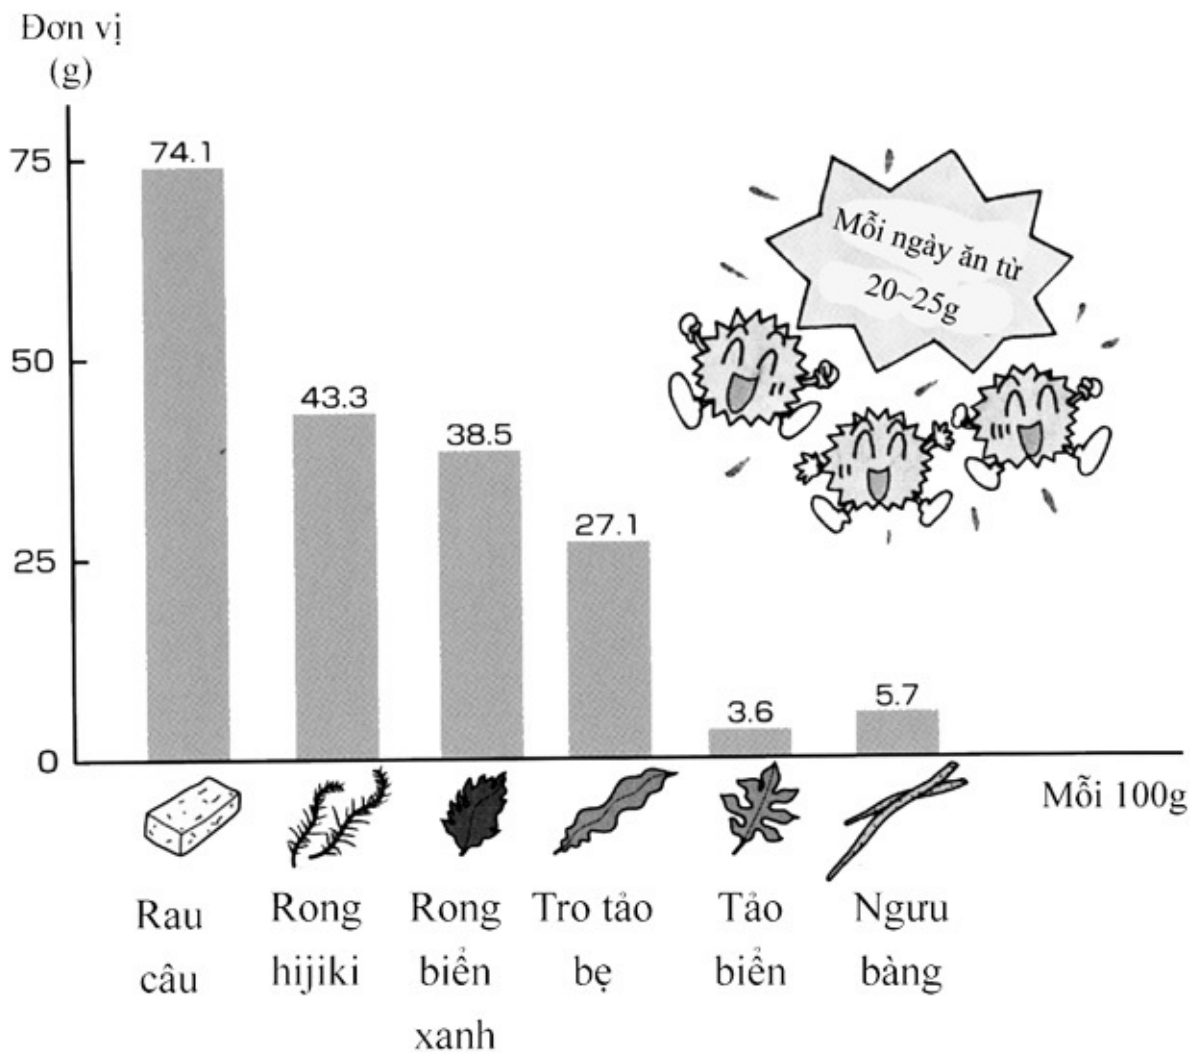 Đơn vị
(g)
75
50
25
0
74.1
43.3
38.5
27.1
3.6
5.7
Mỗi ngày ăn từ
20~25g
Mỗi 100g
Rau
câu
Rong
hijiki
Rong
biển
xanh
Tro tảo
bẹ
Tảo
biển
Ngưu
bàng